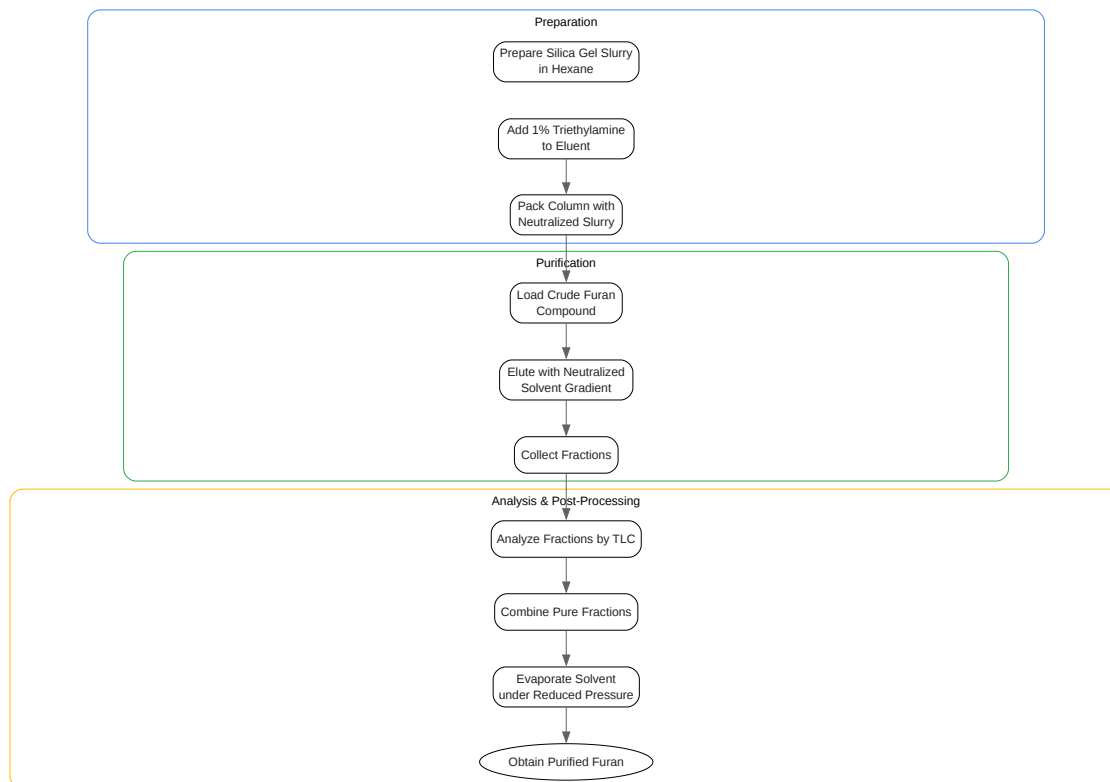 Preparation
Prepare Silica Gel Slurry
in Hexane
Add 1% Triethylamine
to Eluent
Pack Column with
Neutralized Slurry
Purification
Load Crude Furan
Compound
Elute with Neutralized
Solvent Gradient
Collect Fractions
Analysis & Post-Processing
Analyze Fractions by TLC
Combine Pure Fractions
Evaporate Solvent
under Reduced Pressure
Obtain Purified Furan